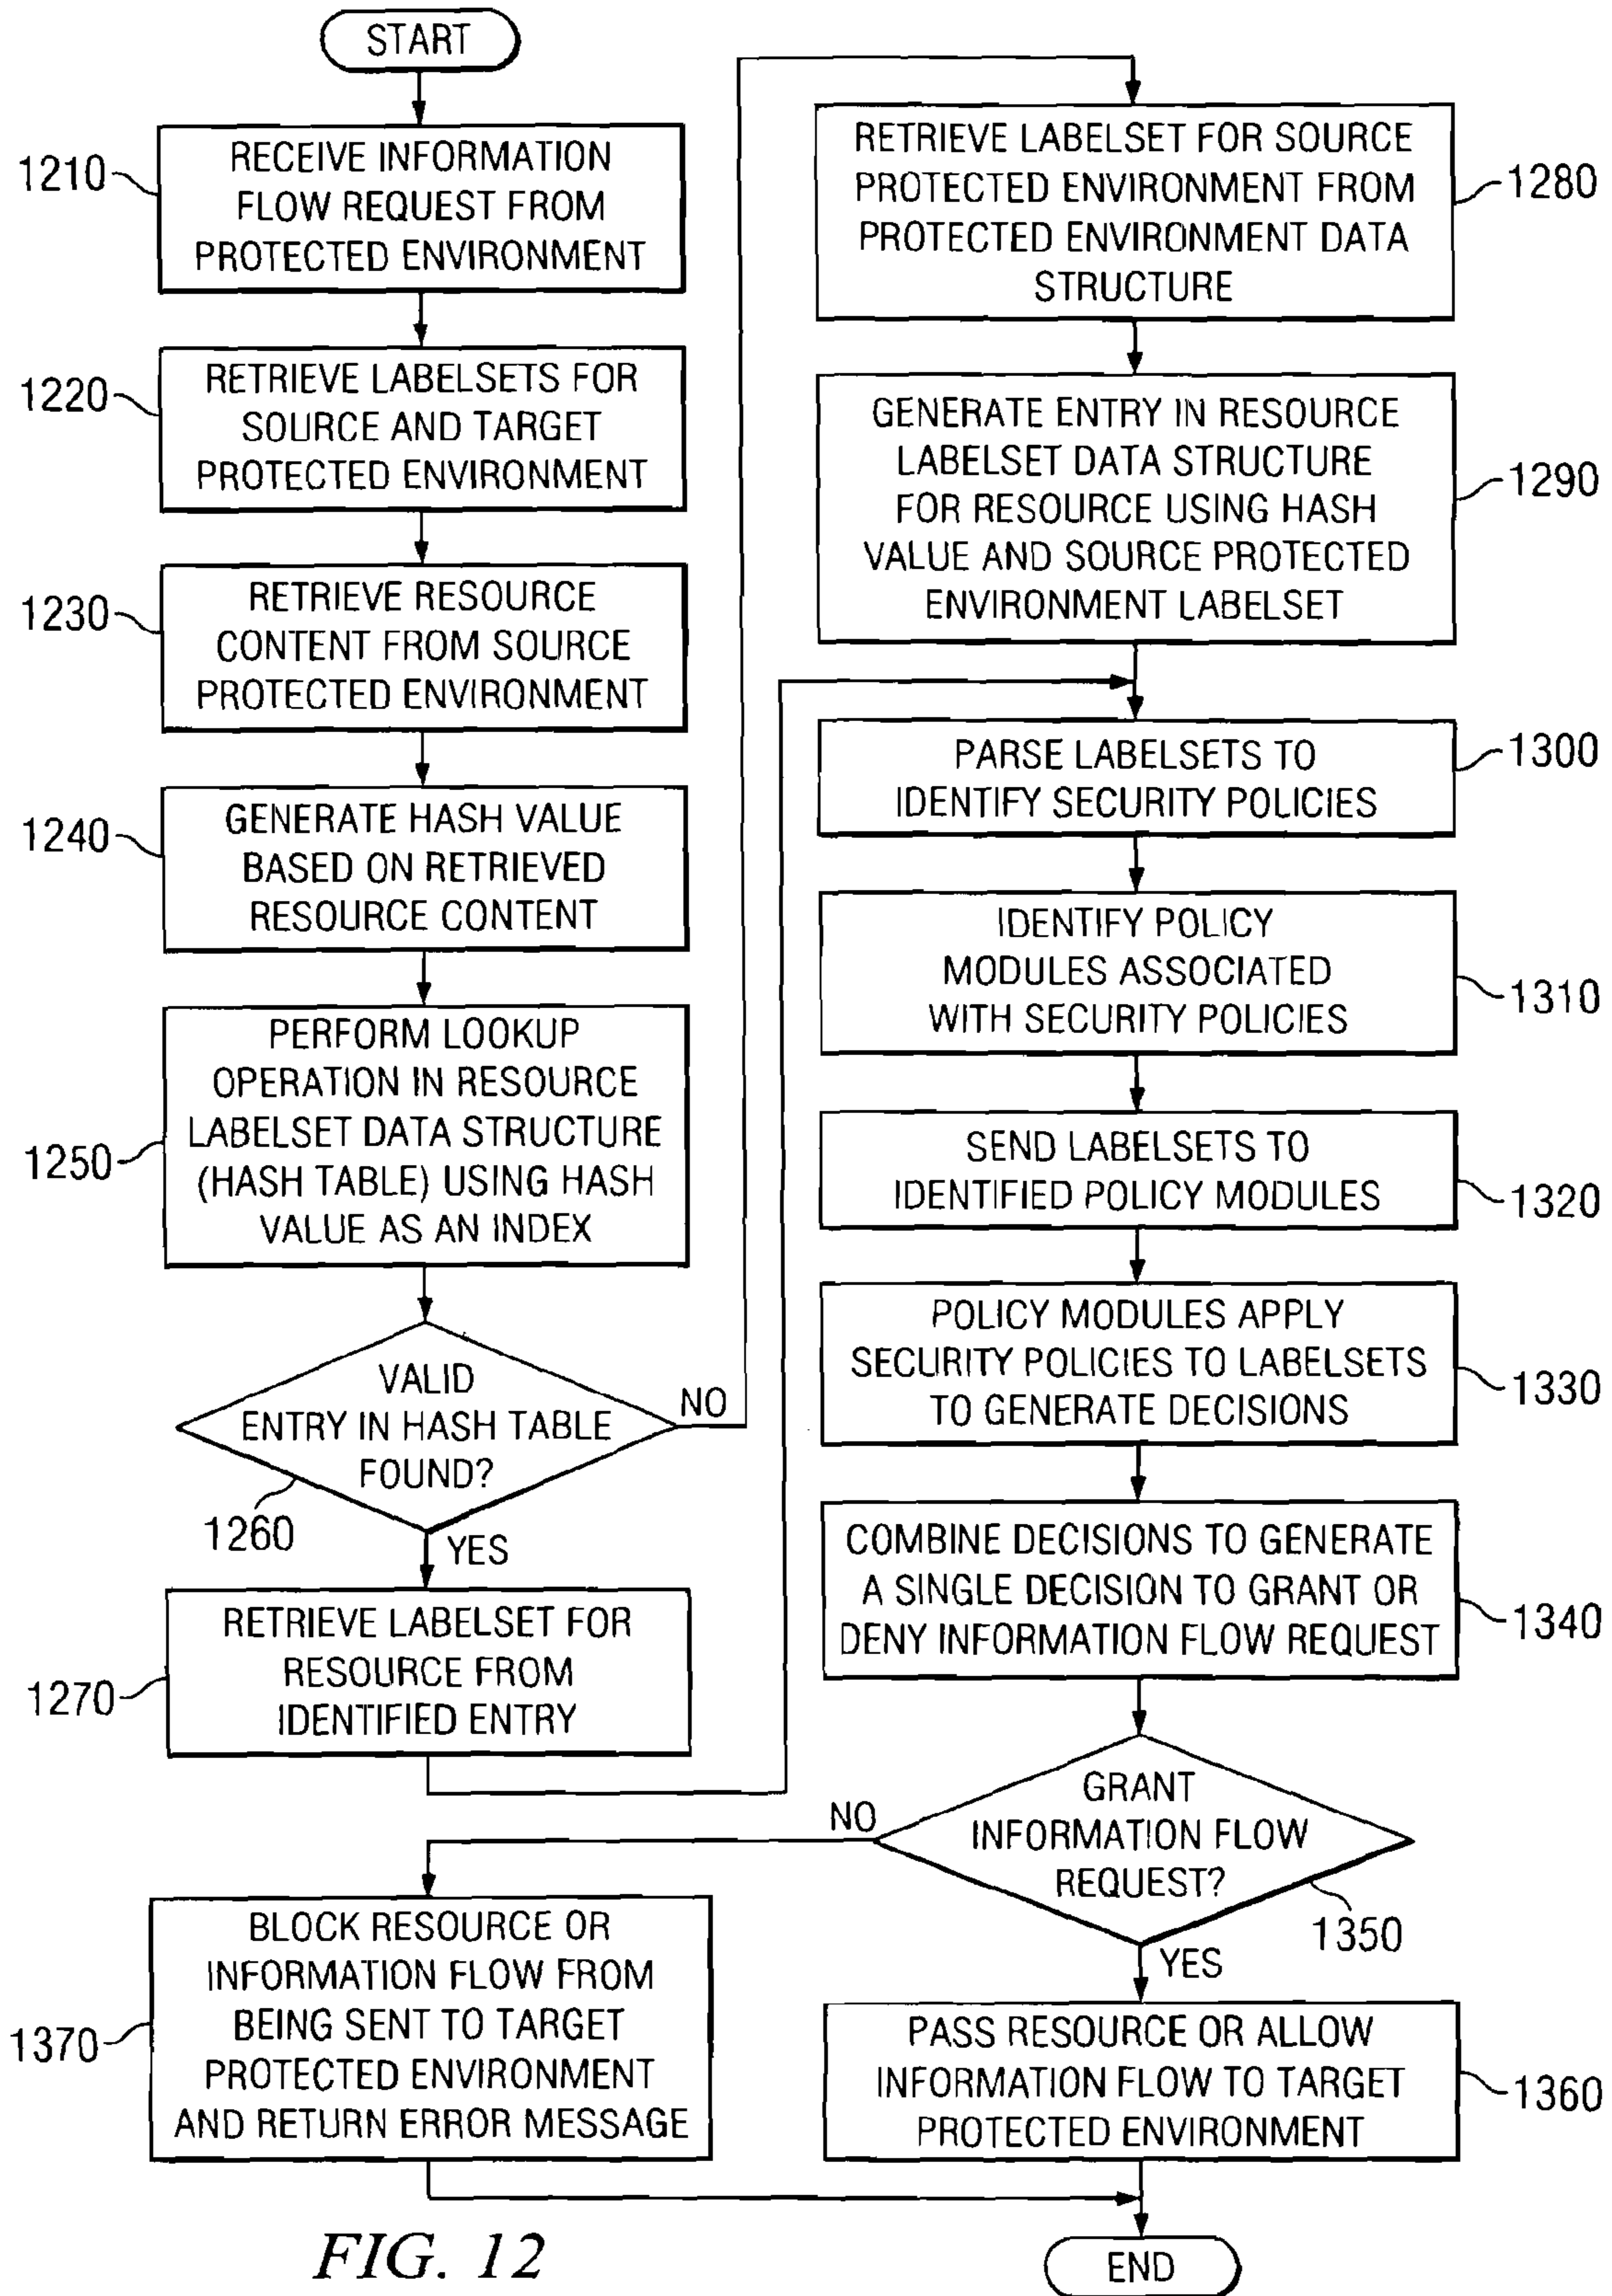 START
1210
RECEIVE INFORMATION
FLOW REQUEST FROM
PROTECTED ENVIRONMENT
1220
RETRIEVE LABELSETS FOR
SOURCE AND TARGET
PROTECTED ENVIRONMENT
1230
RETRIEVE RESOURCE
CONTENT FROM SOURCE
PROTECTED ENVIRONMENT
1240
GENERATE HASH VALUE
BASED ON RETRIEVED
RESOURCE CONTENT
1250
PERFORM LOOKUP
OPERATION IN RESOURCE
LABELSET DATA STRUCTURE
(HASH TABLE) USING HASH
VALUE AS AN INDEX
VALID
ENTRY IN HASH TABLE
FOUND?
NO
1260
YES
1270
RETRIEVE LABELSET FOR
RESOURCE FROM
IDENTIFIED ENTRY
RETRIEVE LABELSET FOR SOURCE
PROTECTED ENVIRONMENT FROM
PROTECTED ENVIRONMENT DATA
STRUCTURE
1280
GENERATE ENTRY IN RESOURCE
LABELSET DATA STRUCTURE
FOR RESOURCE USING HASH
VALUE AND SOURCE PROTECTED
ENVIRONMENT LABELSET
1290
PARSE LABELSETS TO
IDENTIFY SECURITY POLICIES
1300
IDENTIFY POLICY
MODULES ASSOCIATED
WITH SECURITY POLICIES
1310
SEND LABELSETS TO
IDENTIFIED POLICY MODULES
1320
POLICY MODULES APPLY
SECURITY POLICIES TO LABELSETS
TO GENERATE DECISIONS
1330
COMBINE DECISIONS TO GENERATE
A SINGLE DECISION TO GRANT OR
DENY INFORMATION FLOW REQUEST
1340
GRANT
INFORMATION FLOW
REQUEST?
NO
1350
YES
1370
BLOCK RESOURCE OR
INFORMATION FLOW FROM
BEING SENT TO TARGET
PROTECTED ENVIRONMENT
AND RETURN ERROR MESSAGE
PASS RESOURCE OR ALLOW
INFORMATION FLOW TO TARGET
PROTECTED ENVIRONMENT
1360
END
FIG. 12